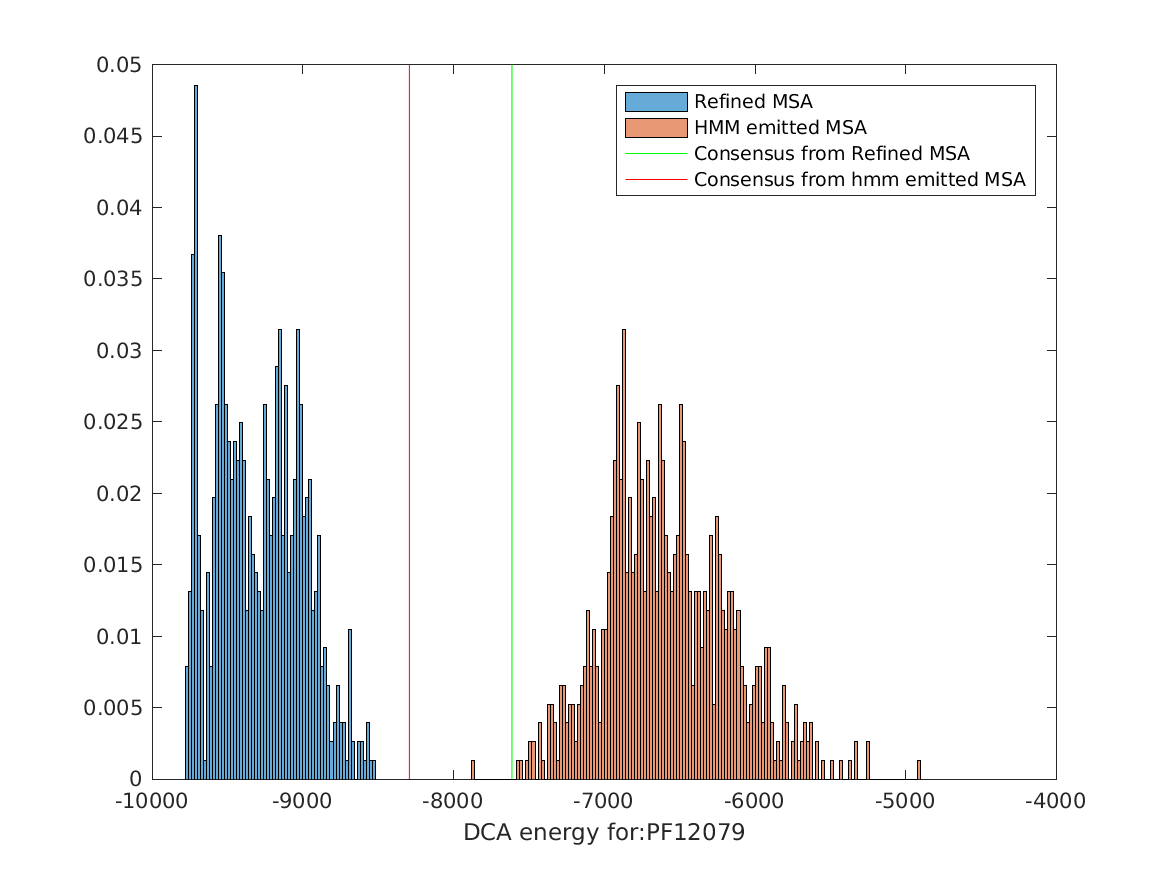 0.05
0.045
0.04
0.035
0.03
0.025
0.02
0.015
0.01
0.005
0
Refined MSA
HMM emitted MSA
Consensus from Refined MSA
Consensus from hmm emitted MSA
-10000 -9000 -8000 -7000 -6000 -5000 -4000
DCA energy for:PF12079